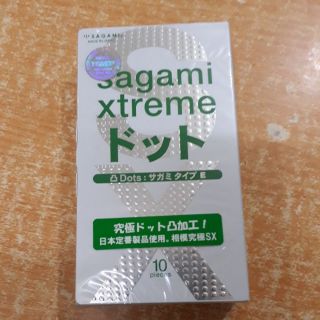 SAGAMI
sagami
xtreme
ドット
凸Dots:サガミ タイプ E
究極ドット凸加工!
日本定番製品使用。相模究極SX
10
pieces